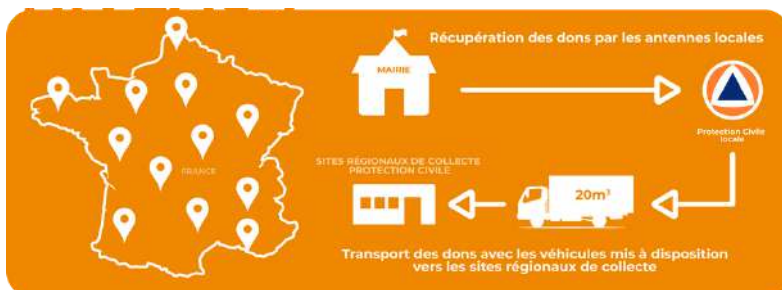 Récupération des dons par les antennes locales
MAIRIE
Protection Civile
locale
FRANCE
SITES RÉGIONAUX DE COLLECTE
PROTECTION CIVILE
20m³
Transport des dons avec les véhicules mis à disposition
vers les sites régionaux de collecte